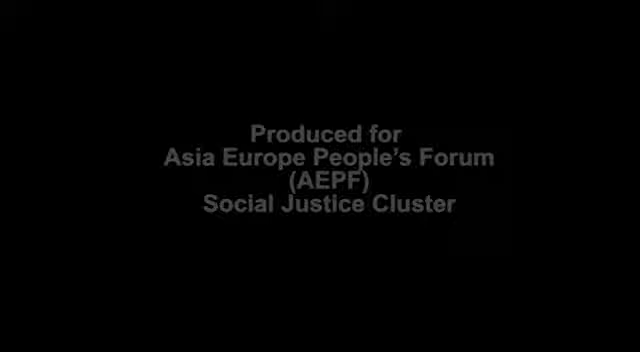 Produced for
Asia Europe People’s Forum
(AEPF)
Social Justice Cluster